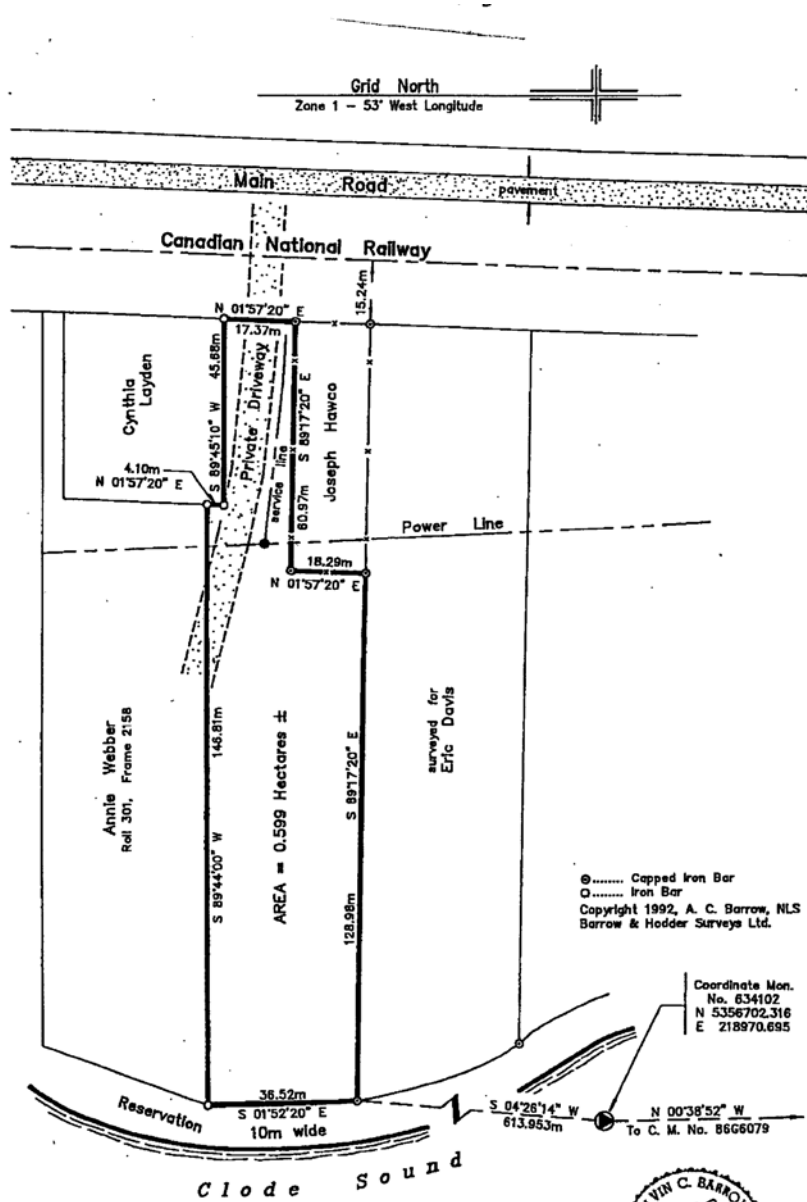 Grid North
Zone 1 - 53° West Longitude
Main Road
pavement
Canadian National Railway
15.24m
N 01°57'20" E
17.37m
45.68m
S 89°45'10" W
Cynthia
Layden
Private Driveway
service line
S 89°17'20" E
60.97m
Joseph Hawco
4.10m
N 01°57'20" E
Power Line
18.29m
N 01°57'20" E
Annie Webber
Roll 301, Frame 2158
146.81m
S 89°44'00" W
AREA = 0.599 Hectares ±
S 89°17'20" E
128.98m
surveyed for
Eric Davis
Capped Iron Bar
Iron Bar
Copyright 1992, A. C. Barrow, NLS
Barrow & Hodder Surveys Ltd.
Coordinate Mon.
No. 634102
N 5356702.316
E 218970.695
36.52m
S 01°52'20" E
Reservation
10m wide
S 04°26'14" W
613.953m
N 00°38'52" W
To C. M. No. 86G6079
Clode Sound
VIN C. BARRO